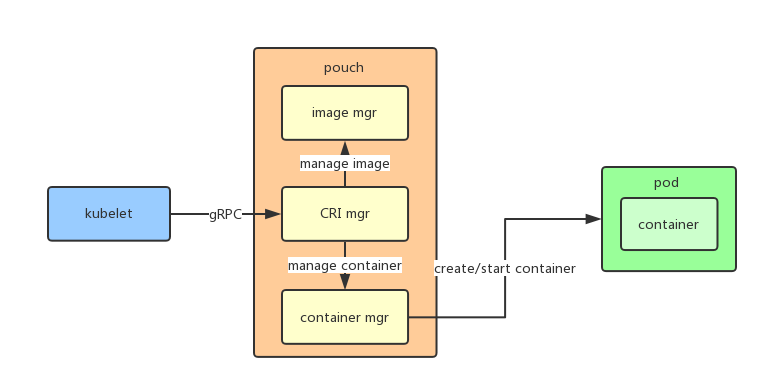 pouch
image mgr
manage image
kubelet
gRPC
CRI mgr
manage container
container mgr
create/start container
pod
container